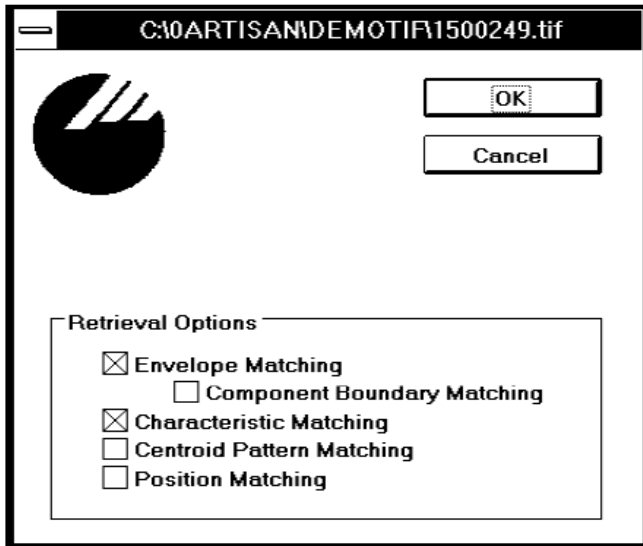 C:\0ARTISAN\DEMOTIF\1500249.tif
OK
Cancel
Retrieval Options
Envelope Matching
Component Boundary Matching
Characteristic Matching
Centroid Pattern Matching
Position Matching